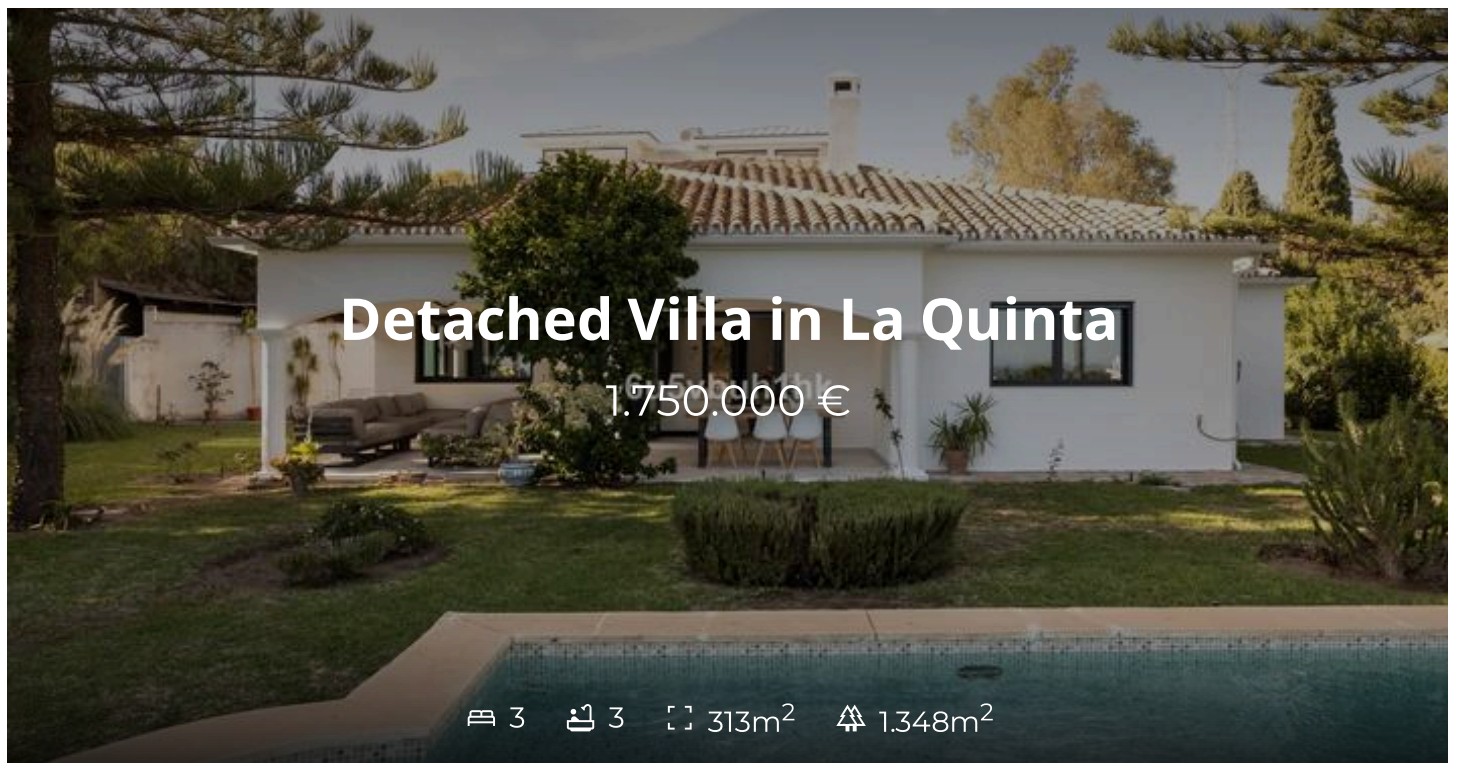 Detached Villa in La Quinta
1.750.000 €
3 3 313m² 1.348m²